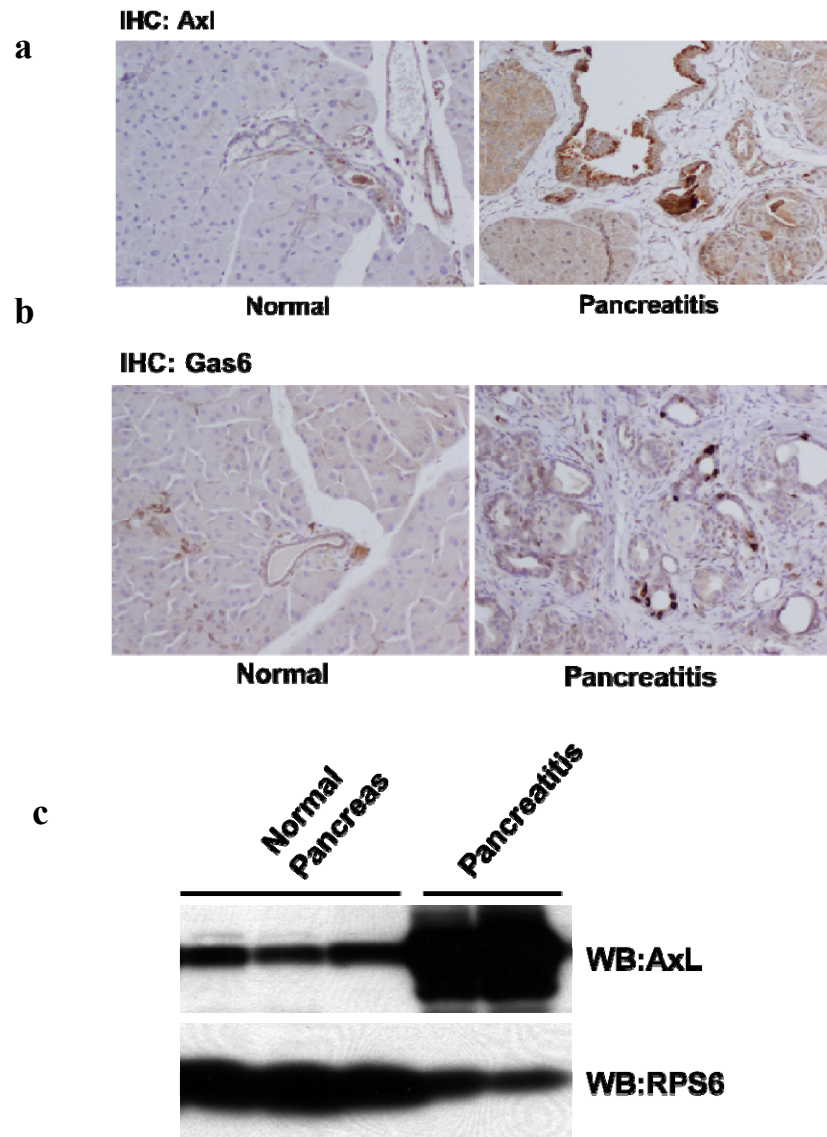 a
IHC: Axl
Normal
Pancreatitis
b
IHC: Gas6
Normal
Pancreatitis
c
Normal
Pancreas
Pancreatitis
WB:AxL
WB:RPS6